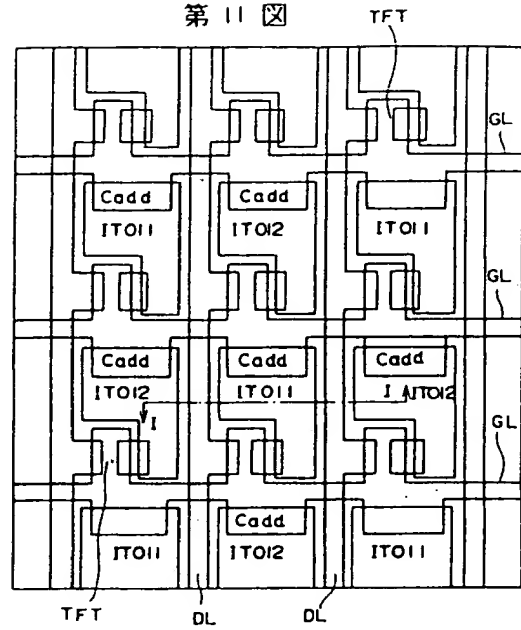 第 11 図
TFT
GL
Cadd Cadd
ITO11 ITO12 ITO11
GL
Cadd Cadd Cadd
ITO12 ITO11 I ITO12
I
GL
Cadd
ITO11 ITO12 ITO11
TFT DL DL